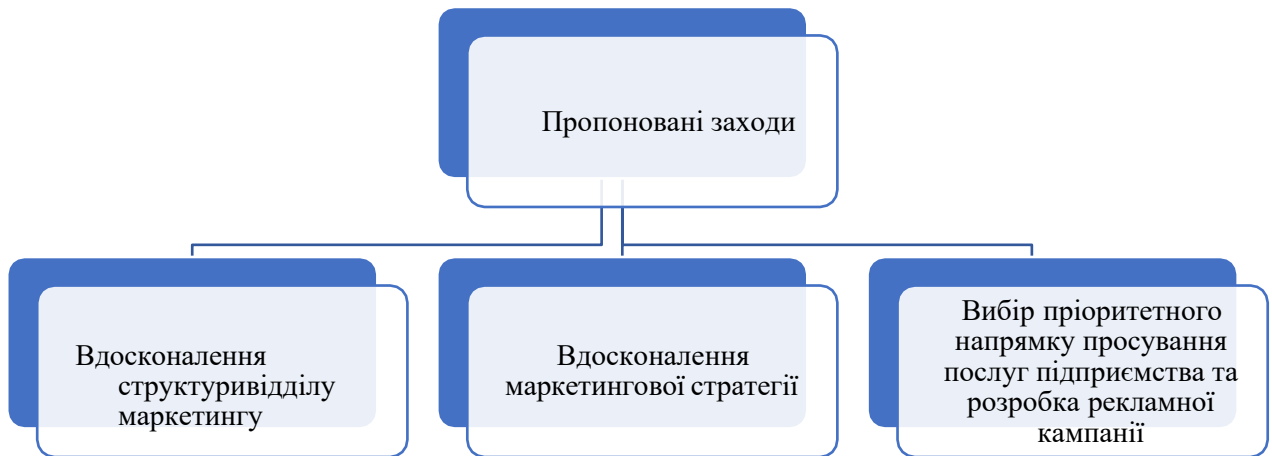 Пропоновані заходи
Вдосконалення
структуривідділу
маркетингу
Вдосконалення
маркетингової стратегії
Вибір пріоритетного
напрямку просування
послуг підприємства та
розробка рекламної
кампанії